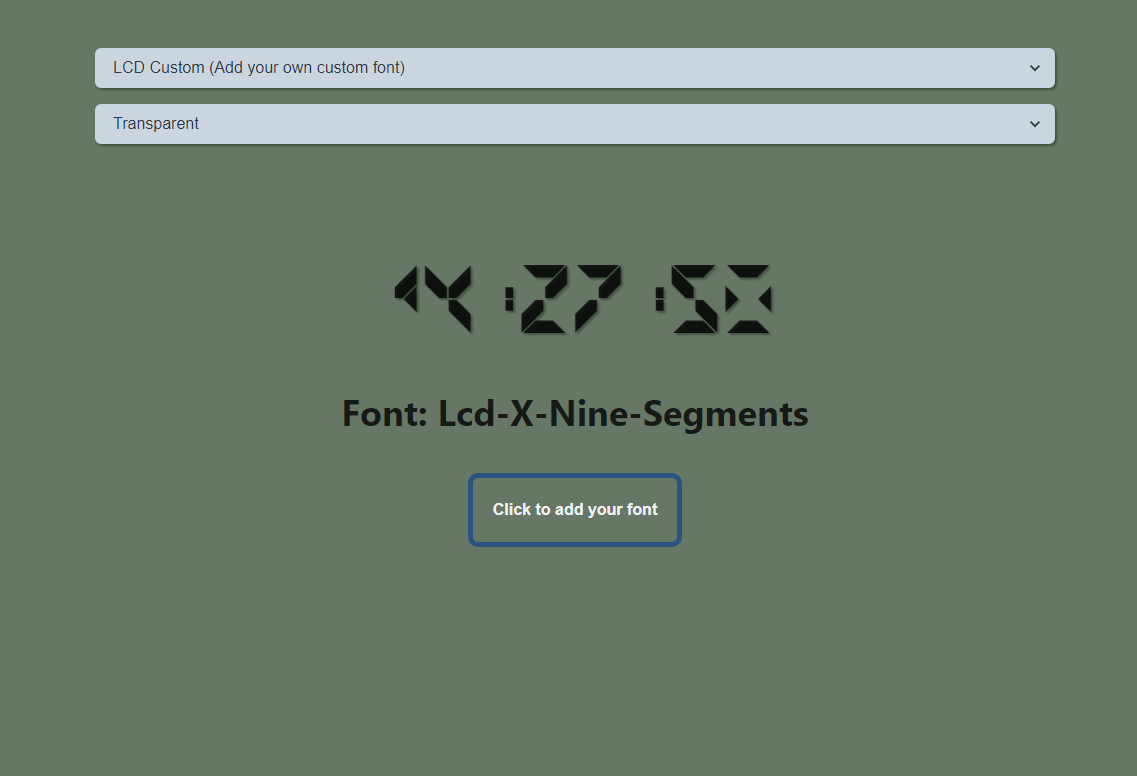 LCD Custom (Add your own custom font)
Transparent
14:27:50
Font: Lcd-X-Nine-Segments
Click to add your font